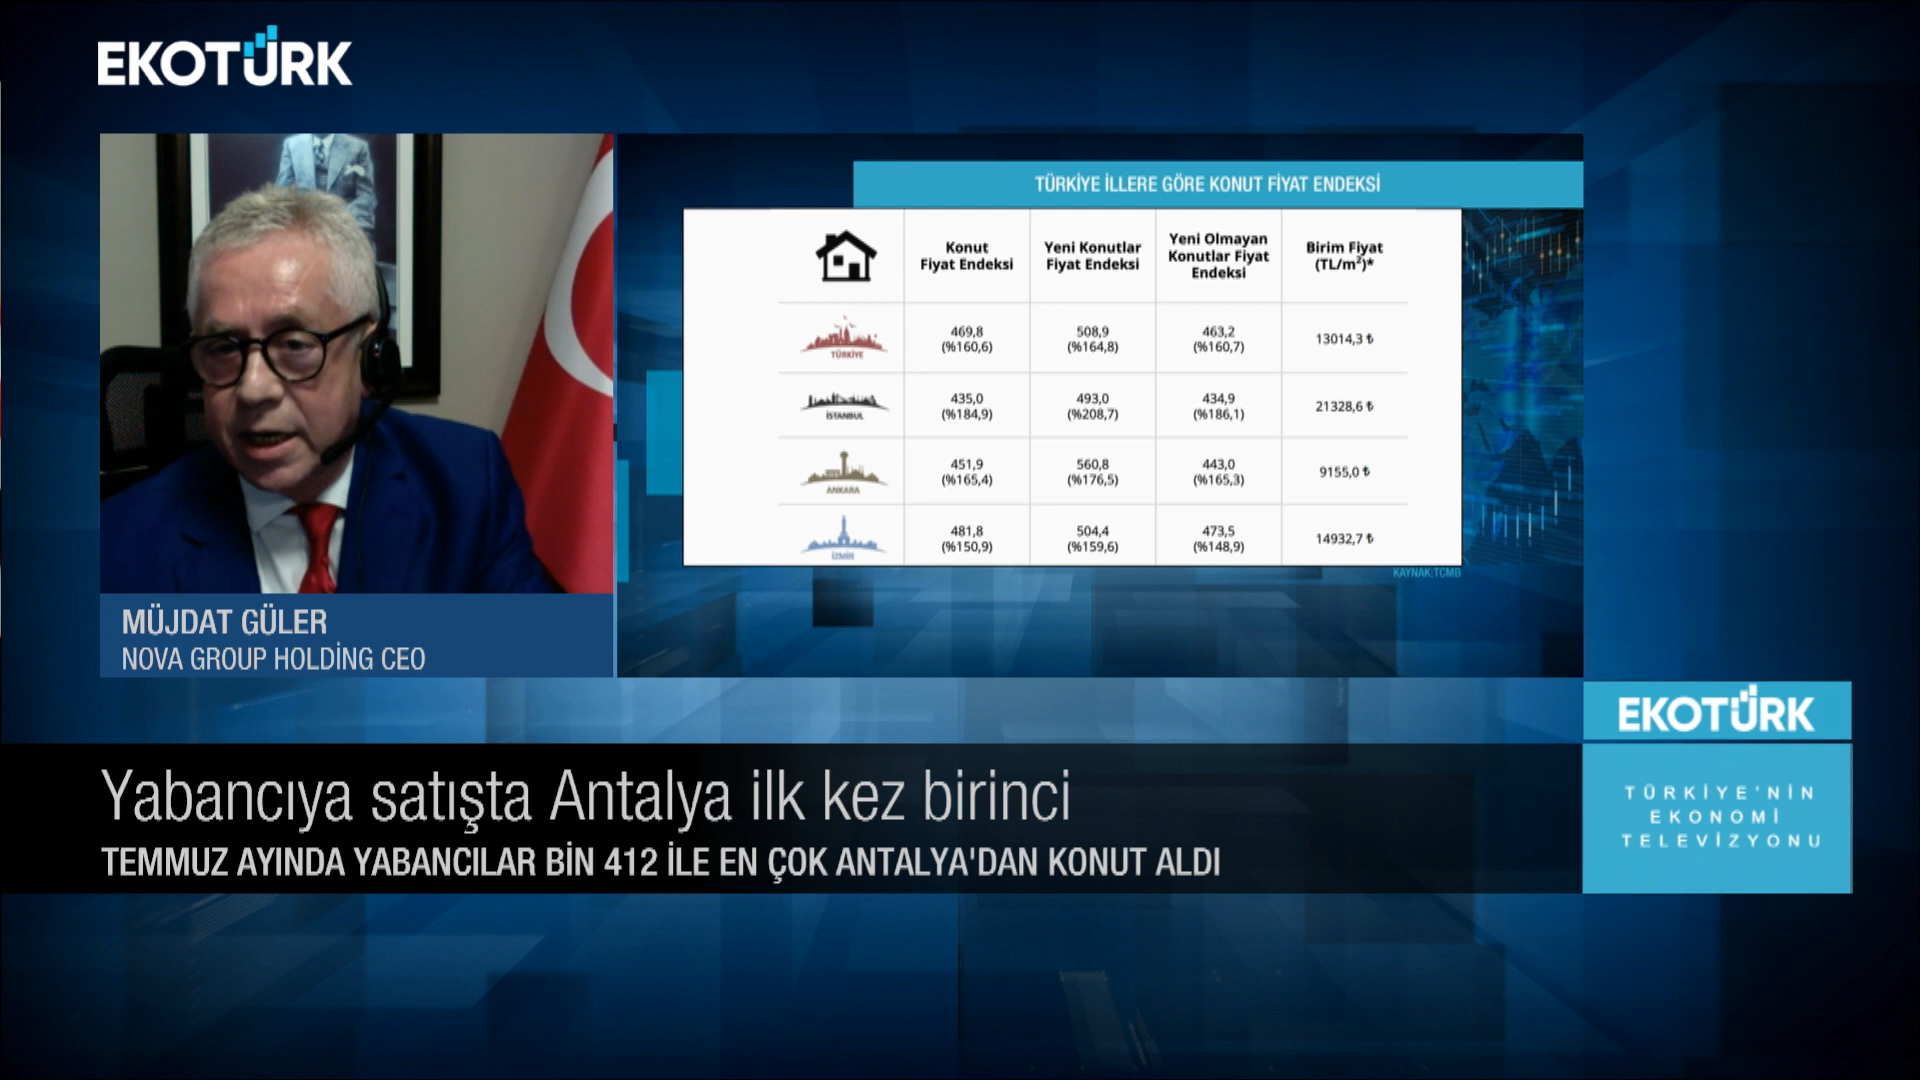 EKOTÜRK
TÜRKİYE İLLERE GÖRE KONUT FİYAT ENDEKSİ
Konut
Fiyat Endeksi
Yeni Konutlar
Fiyat Endeksi
Yeni Olmayan
Konutlar Fiyat
Endeksi
Birim Fiyat
(TL/m²)*
TÜRKİYE
469,8
(%160,6)
508,9
(%164,8)
463,2
(%160,7)
13014,3 ₺
İSTANBUL
435,0
(%184,9)
493,0
(%208,7)
434,9
(%186,1)
21328,6 ₺
ANKARA
451,9
(%165,4)
560,8
(%176,5)
443,0
(%165,3)
9155,0 ₺
İZMİR
481,8
(%150,9)
504,4
(%159,6)
473,5
(%148,9)
14932,7 ₺
KAYNAK:TCMB
MÜJDAT GÜLER
NOVA GROUP HOLDİNG CEO
EKOTÜRK
TÜRKİYE'NİN
EKONOMİ
TELEVİZYONU
Yabancıya satışta Antalya ilk kez birinci
TEMMUZ AYINDA YABANCILAR BİN 412 İLE EN ÇOK ANTALYA'DAN KONUT ALDI